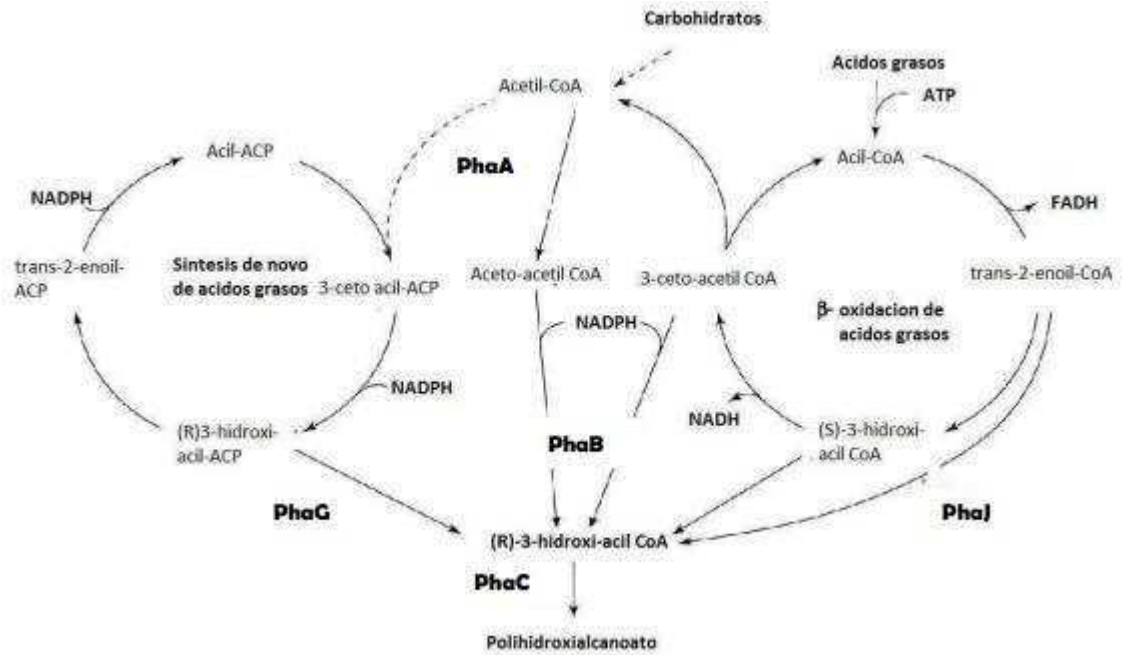 Carbohidratos
Acidos grasos
Acetil-CoA
ATP
Acil-ACP
PhaA
Acil-CoA
NADPH
FADH
trans-2-enoil-
ACP
Sintesis de novo
de acidos grasos
3-ceto acil-ACP
Aceto-acetil CoA
3-ceto-acetil CoA
trans-2-enoil-CoA
β- oxidacion de
acidos grasos
NADPH
NADPH
NADH
(R)3-hidroxi-
acil-ACP
PhaB
(S)-3-hidroxi-
acil CoA
PhaG
PhaJ
(R)-3-hidroxi-acil CoA
PhaC
Polihidroxialcanoato